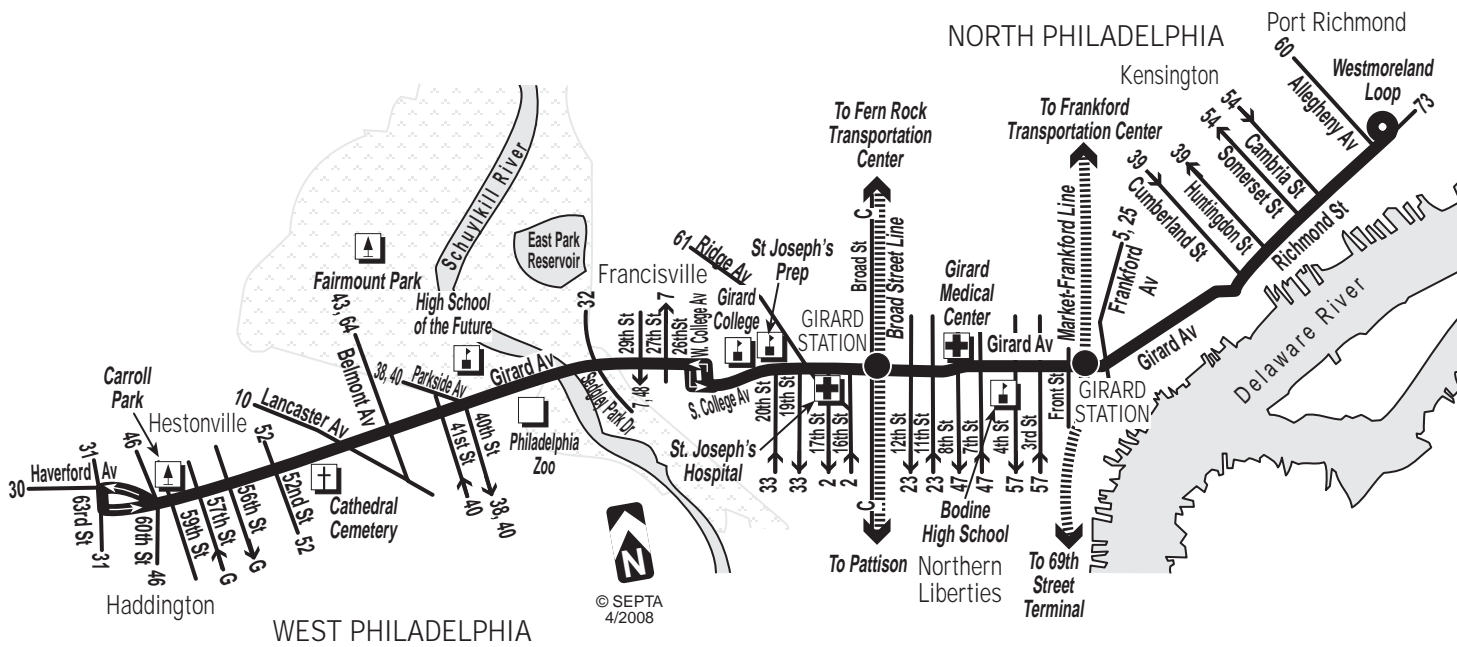 NORTH PHILADELPHIA
Port Richmond
Kensington
60
Allegheny Av
Westmoreland
Loop
73
54
54
Cambria St
Somerset St
39
39
Huntingdon St
Cumberland St
Richmond St
To Fern Rock
Transportation
Center
To Frankford
Transportation Center
C
Broad St
Broad Street Line
Market-Frankford Line
5, 25
Frankford
Av
Schuylkill River
East Park
Reservoir
Fairmount Park
High School
of the Future
Francisville
61 Ridge Av
St Joseph's
Prep
Girard
College
GIRARD
STATION
Girard
Medical
Center
Girard Av
Girard Av
Delaware River
GIRARD
STATION
Front St
32
29th St
27th St
7
26thSt
W. College Av
7, 48
S. College Av
Sedgley Park Dr
43, 64
Belmont Av
38, 40
Parkside Av
Girard Av
Carroll
Park
Hestonville
10 Lancaster Av
Philadelphia
Zoo
40th St
41st St
40
38, 40
Cathedral
Cemetery
31
Haverford Av
30
63rd St
31
46
60th St
46
59th St
57th St
G
56th St
G
52
52nd St.
52
Haddington
WEST PHILADELPHIA
20th St
19th St
17th St
16th St
33
33
2
2
St. Joseph's
Hospital
12th St
11th St
8th St
7th St
4th St
3rd St
23
23
47
47
57
57
C
To Pattison
Bodine
High School
Northern
Liberties
To 69th
Street
Terminal
N
© SEPTA
4/2008